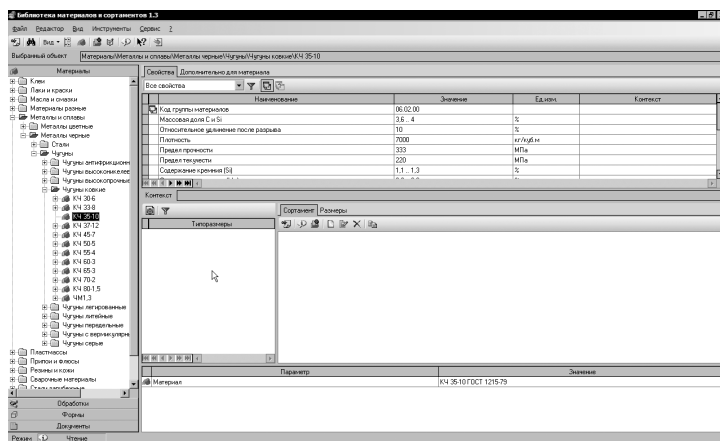 Библиотека материалов и сортаментов 1.3
Файл Редактор Вид Инструменты Сервис ?
Вид
Выбранный объект Материалы\Металлы и сплавы\Металлы черные\Чугуны\Чугуны ковкие\КЧ 35-10
Материалы
Клеи
Лаки и краски
Масла и смазки
Материалы разные
Металлы и сплавы
Металлы цветные
Металлы черные
Стали
Чугуны
Чугуны антифрикционн
Чугуны высоконикелев
Чугуны высокопрочные
Чугуны ковкие
КЧ 30-6
КЧ 33-8
КЧ 35-10
КЧ 37-12
КЧ 45-7
КЧ 50-5
КЧ 55-4
КЧ 60-3
КЧ 65-3
КЧ 70-2
КЧ 80-1,5
ЧМ1,3
Чугуны легированные
Чугуны литейные
Чугуны передельные
Чугуны с вермикулярн
Чугуны серые
Пластмассы
Припои и флюсы
Резины и кожи
Сварочные материалы
Стали зарубежные
Обработки
Формы
Документы
Режим Чтение
Свойства Дополнительно для материала
Все свойства
Наименование Значение Ед.изм. Контекст
Код группы материалов 06.02.00
Массовая доля C и Si 3,6 .. 4 %
Относительное удлинение после разрыва 10 %
Плотность 7000 кг/куб.м
Предел прочности 333 МПа
Предел текучести 220 МПа
Содержание кремния (Si) 1,1 .. 1,3 %
Контекст
Типоразмеры
Сортамент Размеры
Параметр Значение
Материал КЧ 35-10 ГОСТ 1215-79